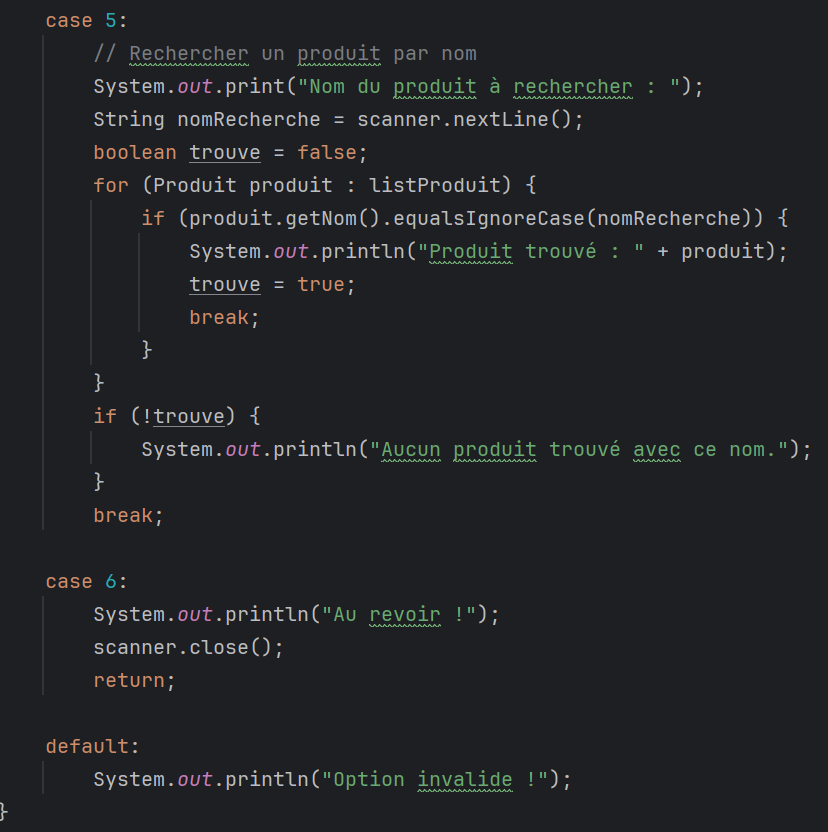 case 5:
// Rechercher un produit par nom
System.out.print("Nom du produit à rechercher : ");
String nomRecherche = scanner.nextLine();
boolean trouve = false;
for (Produit produit : listProduit) {
if (produit.getNom().equalsIgnoreCase(nomRecherche)) {
System.out.println("Produit trouvé : " + produit);
trouve = true;
break;
}
}
if (!trouve) {
System.out.println("Aucun produit trouvé avec ce nom.");
}
break;
case 6:
System.out.println("Au revoir !");
scanner.close();
return;
default:
System.out.println("Option invalide !");
}